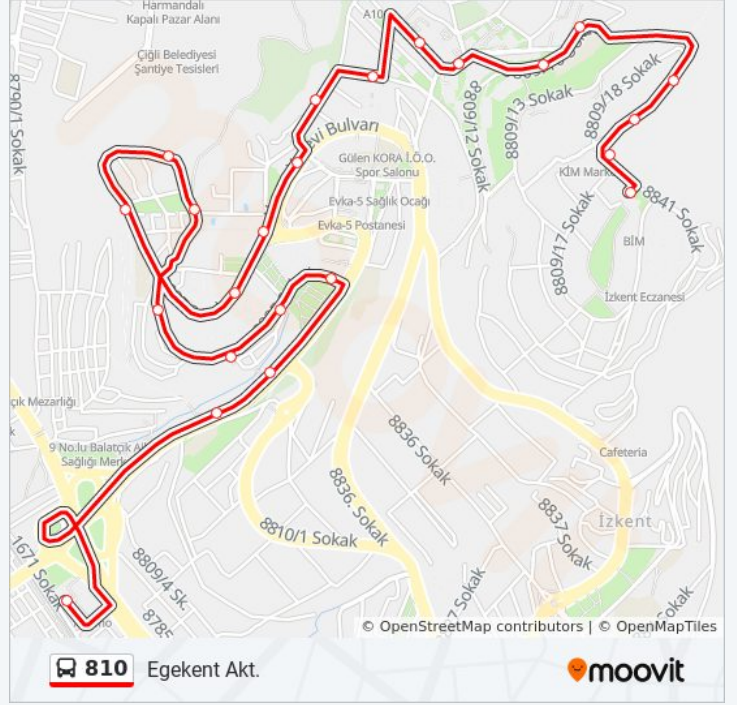 Harmandalı
Kapalı Pazar Alanı
Çiğli Belediyesi
Şantiye Tesisleri
8790/1 Sokak
Bulvarı
8809/12 Sokak
8809/13 Sokak
8809/18 Sokak
Gülen KORA İ.Ö.O.
Spor Salonu
KİM
8841 Sokak
Evka-5 Sağlık Ocağı
Evka-5 Postanesi
8809/17 Sokak
BİM
İzkent Eczanesi
Mezarlığı
9 No.lu Balatçık
Sağlığı
8836 Sokak
Cafeteria
8836. Sokak
8837 Sokak
İzkent
8810/1 Sokak
1671 Sokak
8809/4 Sk.
8785
Sokak
© OpenStreetMap contributors | © OpenMapTiles
810 Egekent Akt.
moovit